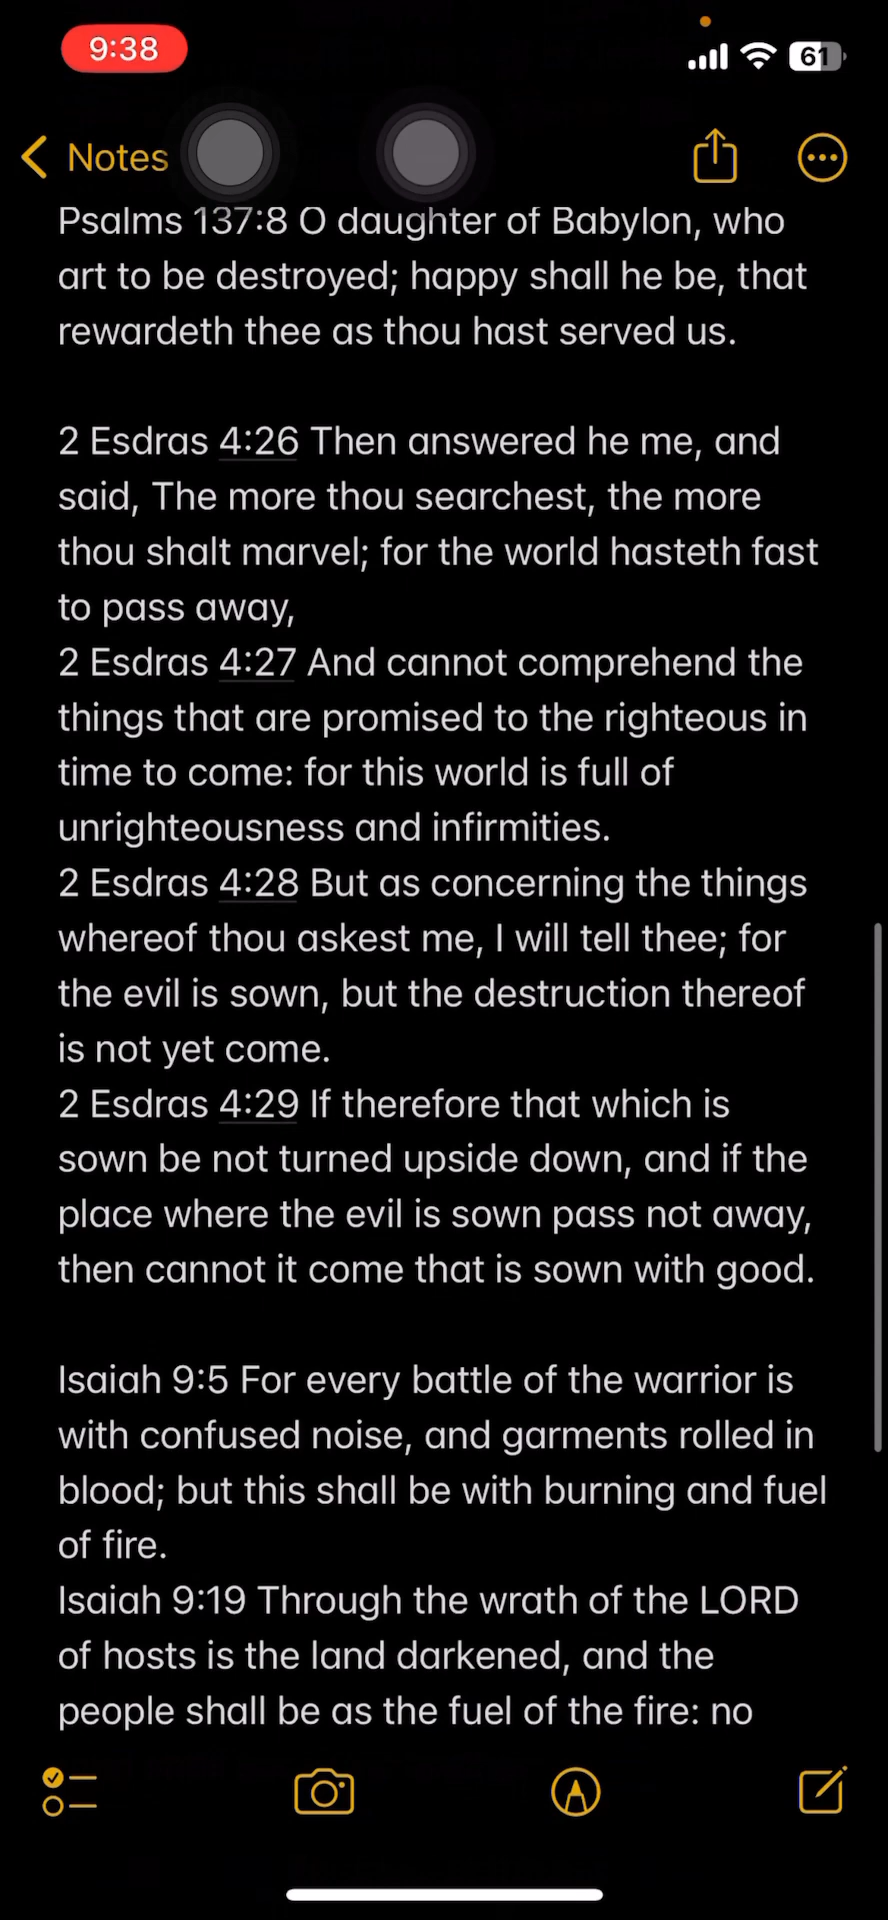 9:38
61
Notes
Psalms 137:8 O daughter of Babylon, who
art to be destroyed; happy shall he be, that
rewardeth thee as thou hast served us.
2 Esdras 4:26 Then answered he me, and
said, The more thou searchest, the more
thou shalt marvel; for the world hasteth fast
to pass away,
2 Esdras 4:27 And cannot comprehend the
things that are promised to the righteous in
time to come: for this world is full of
unrighteousness and infirmities.
2 Esdras 4:28 But as concerning the things
whereof thou askest me, I will tell thee; for
the evil is sown, but the destruction thereof
is not yet come.
2 Esdras 4:29 If therefore that which is
sown be not turned upside down, and if the
place where the evil is sown pass not away,
then cannot it come that is sown with good.
Isaiah 9:5 For every battle of the warrior is
with confused noise, and garments rolled in
blood; but this shall be with burning and fuel
of fire.
Isaiah 9:19 Through the wrath of the LORD
of hosts is the land darkened, and the
people shall be as the fuel of the fire: no